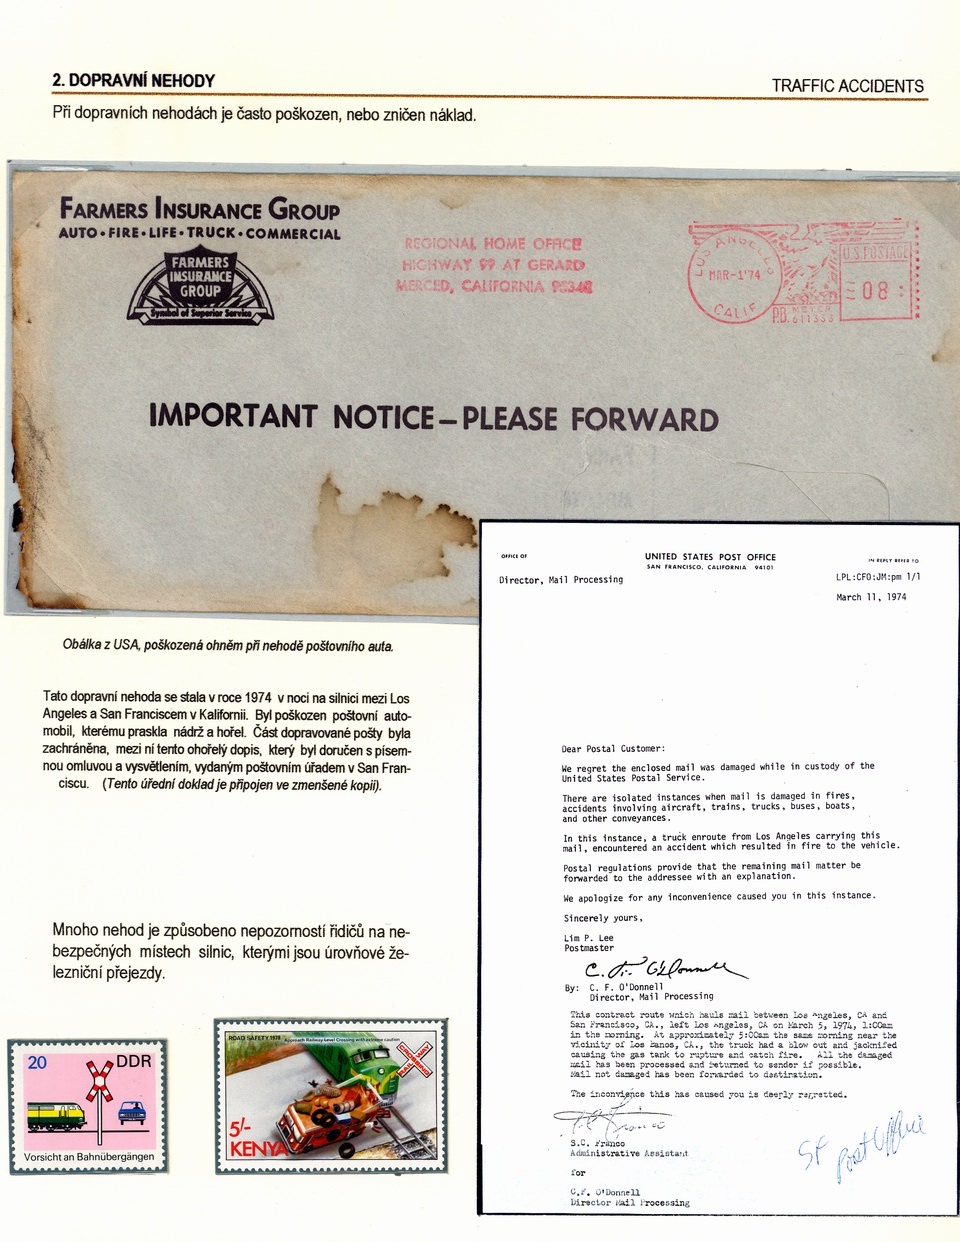 2. DOPRAVNÍ NEHODY
TRAFFIC ACCIDENTS
Při dopravních nehodách je často poškozen, nebo zničen náklad.
FARMERS INSURANCE GROUP
AUTO • FIRE • LIFE • TRUCK • COMMERCIAL
FARMERS
INSURANCE
GROUP
Symbol of Superior Service
REGIONAL HOME OFFICE
HIGHWAY 99 AT GERARD
MERCED, CALIFORNIA 95340
LOS ANGELES
MAR-1'74
CALIF
U.S. POSTAGE
08
P.B. METER
611333
IMPORTANT NOTICE – PLEASE FORWARD
OFFICE OF
UNITED STATES POST OFFICE
SAN FRANCISCO, CALIFORNIA 94101
IN REPLY REFER TO
Director, Mail Processing
LPL:CFO:JM:pm 1/1
March 11, 1974
Dear Postal Customer:
We regret the enclosed mail was damaged while in custody of the
United States Postal Service.
There are isolated instances when mail is damaged in fires,
accidents involving aircraft, trains, trucks, buses, boats,
and other conveyances.
In this instance, a truck enroute from Los Angeles carrying this
mail, encountered an accident which resulted in fire to the vehicle.
Postal regulations provide that the remaining mail matter be
forwarded to the addressee with an explanation.
We apologize for any inconvenience caused you in this instance.
Sincerely yours,
Lim P. Lee
Postmaster
C. F. O'Donnell
By: C. F. O'Donnell
Director, Mail Processing
This contract route which hauls mail between Los Angeles, CA and
San Francisco, CA., left Los Angeles, CA on March 5, 1974, 1:00am
in the morning. At approximately 5:00am the same morning near the
vicinity of Los Banos, CA., the truck had a blow out and jacknifed
causing the gas tank to rupture and catch fire. All the damaged
mail has been processed and returned to sender if possible.
Mail not damaged has been forwarded to destiration.
The inconvience this has caused you is deeply regretted.
S.C. Franco
Administrative Assistant
for
C.F. O'Donnell
Director Mail Processing
SF Post Office
Obálka z USA, poškozená ohněm při nehodě poštovního auta.
Tato dopravní nehoda se stala v roce 1974 v noci na silnici mezi Los
Angeles a San Franciscem v Kalifornii. Byl poškozen poštovní auto-
mobil, kterému praskla nádrž a hořel. Část dopravované pošty byla
zachráněna, mezi ní tento ohořelý dopis, který byl doručen s písem-
nou omluvou a vysvětlením, vydaným poštovním úřadem v San Fran-
ciscu. (Tento úřední doklad je připojen ve zmenšené kopii).
Mnoho nehod je způsobeno nepozorností řidičů na ne-
bezpečných místech silnic, kterými jsou úrovňové že-
lezniční přejezdy.
20 DDR
Vorsicht an Bahnübergängen
ROAD SAFETY 1978 Approach Railway Level Crossing with extreme caution
RAILWAY
CROSSING
5/-
KENYA